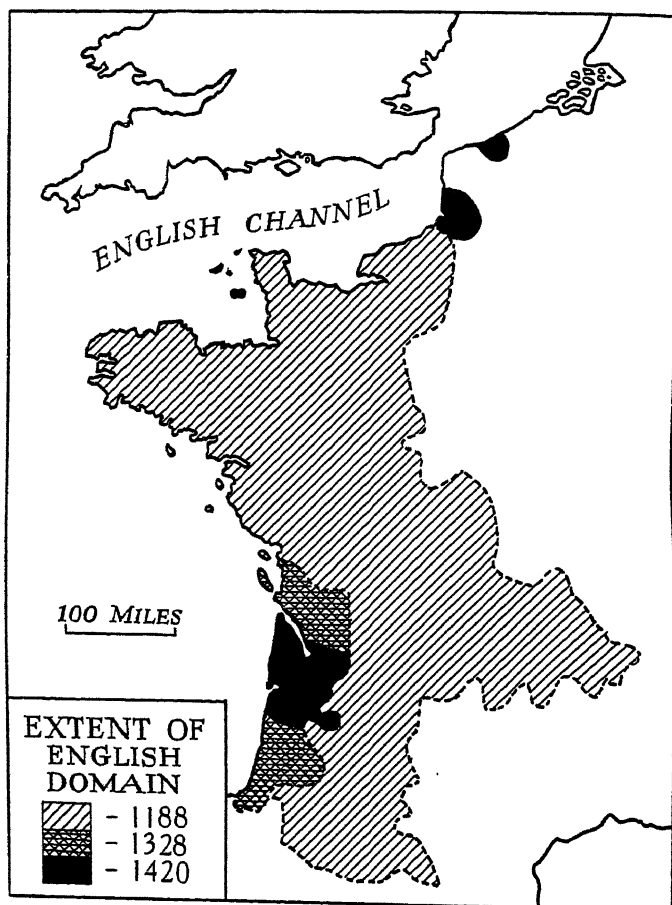 ENGLISH CHANNEL
100 MILES
EXTENT OF
ENGLISH
DOMAIN
- 1188
- 1328
- 1420